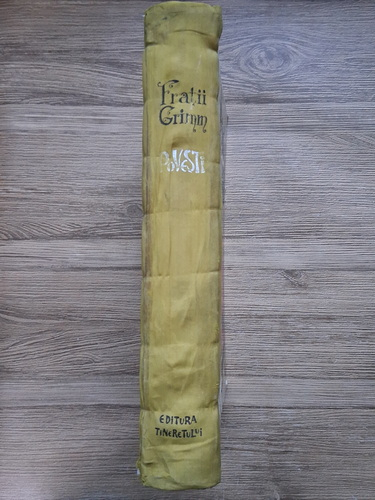 Frații
Grimm
POVEȘTI
EDITURA
TINERETULUI